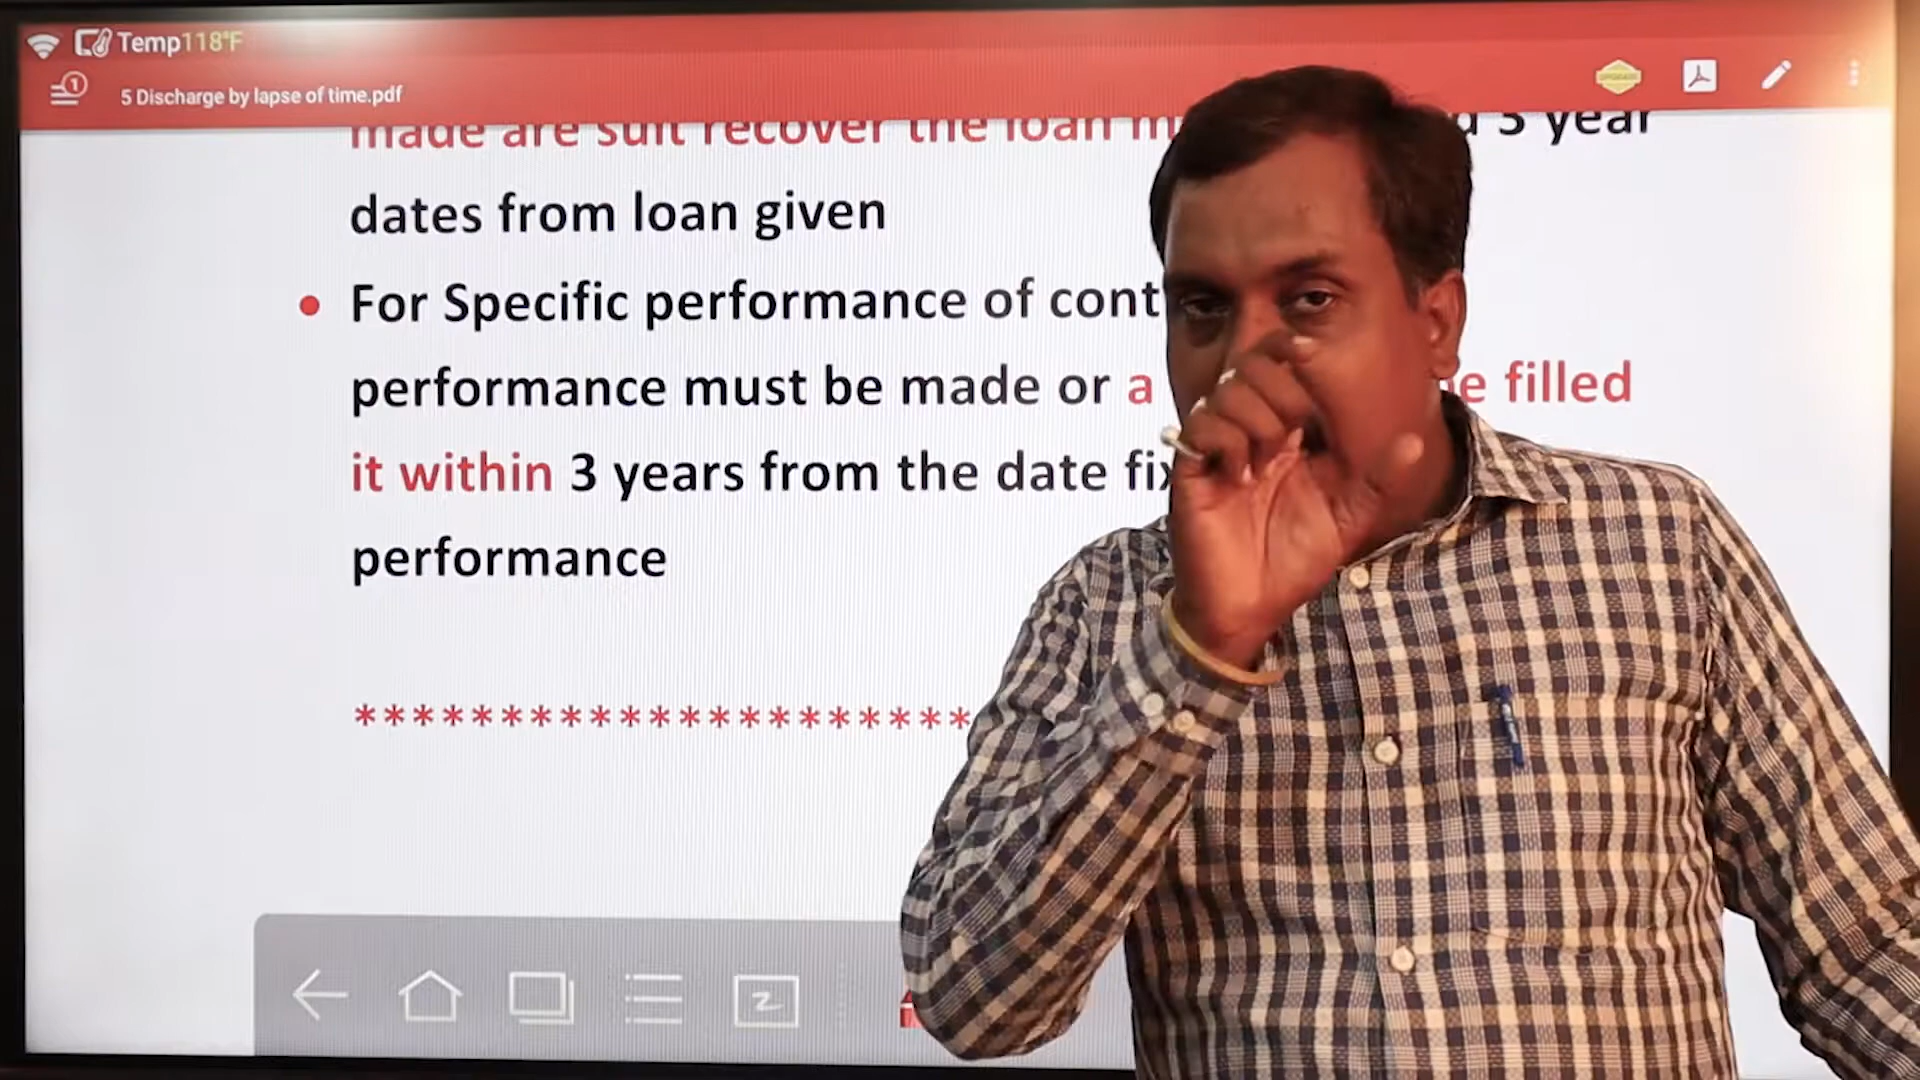 Temp118°F
5 Discharge by lapse of time.pdf
UPGRADE
1
made are suit recover the loan 3 year
dates from loan given
For Specific performance of
performance must be made or a filled
it within 3 years from the date
performance
*********************